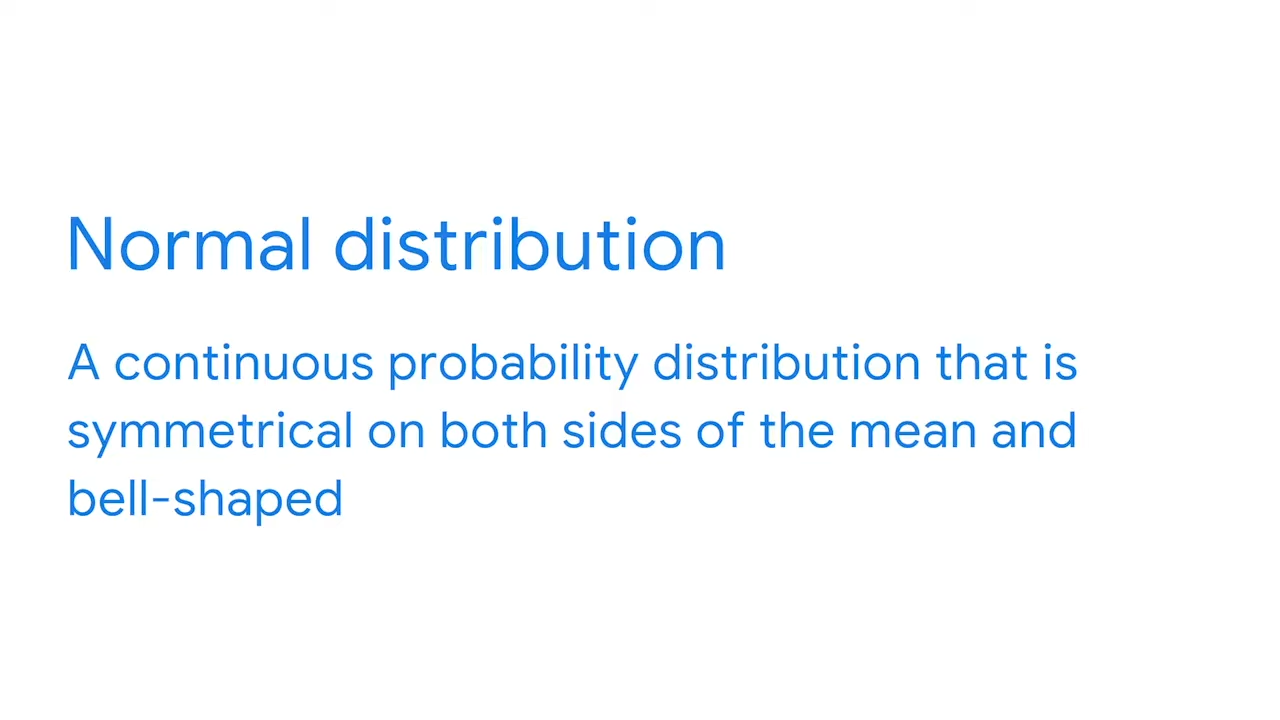 Normal distribution
A continuous probability distribution that is
symmetrical on both sides of the mean and
bell-shaped